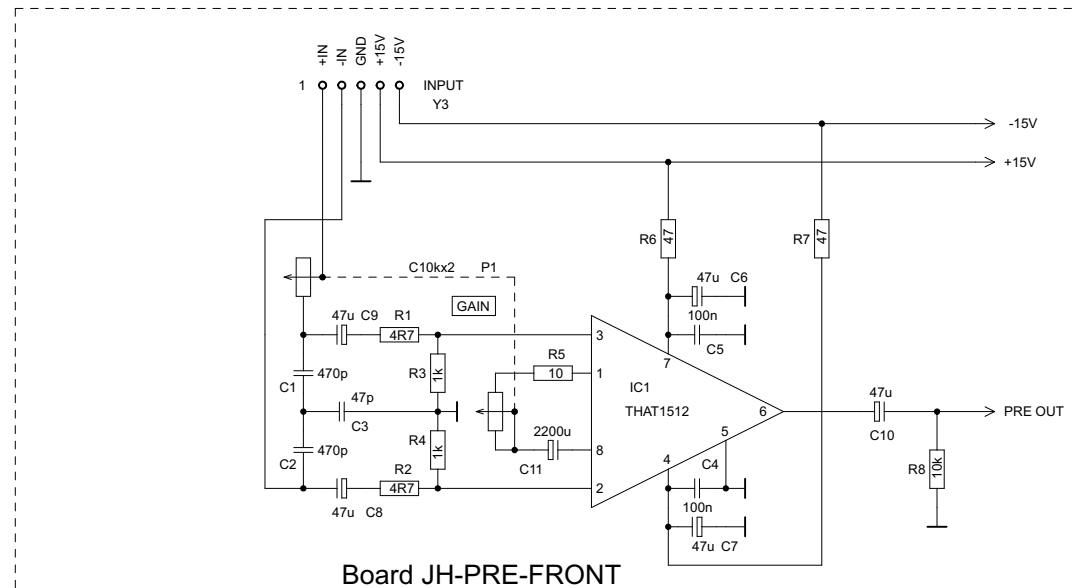 +IN
-IN
GND
+15V
-15V
1
INPUT
Y3
-15V
+15V
R6
47
R7
47
C10kx2
P1
GAIN
47u C6
100n
C5
47u C9
R1
4R7
3
7
R5
10
1
R3
1k
IC1
THAT1512
470p
C1
47p
C3
6
47u
C10
PRE OUT
R4
1k
2200u
C11
8
5
4
C4
470p
C2
R2
4R7
2
R8
10k
47u C8
100n
47u C7
Board JH-PRE-FRONT